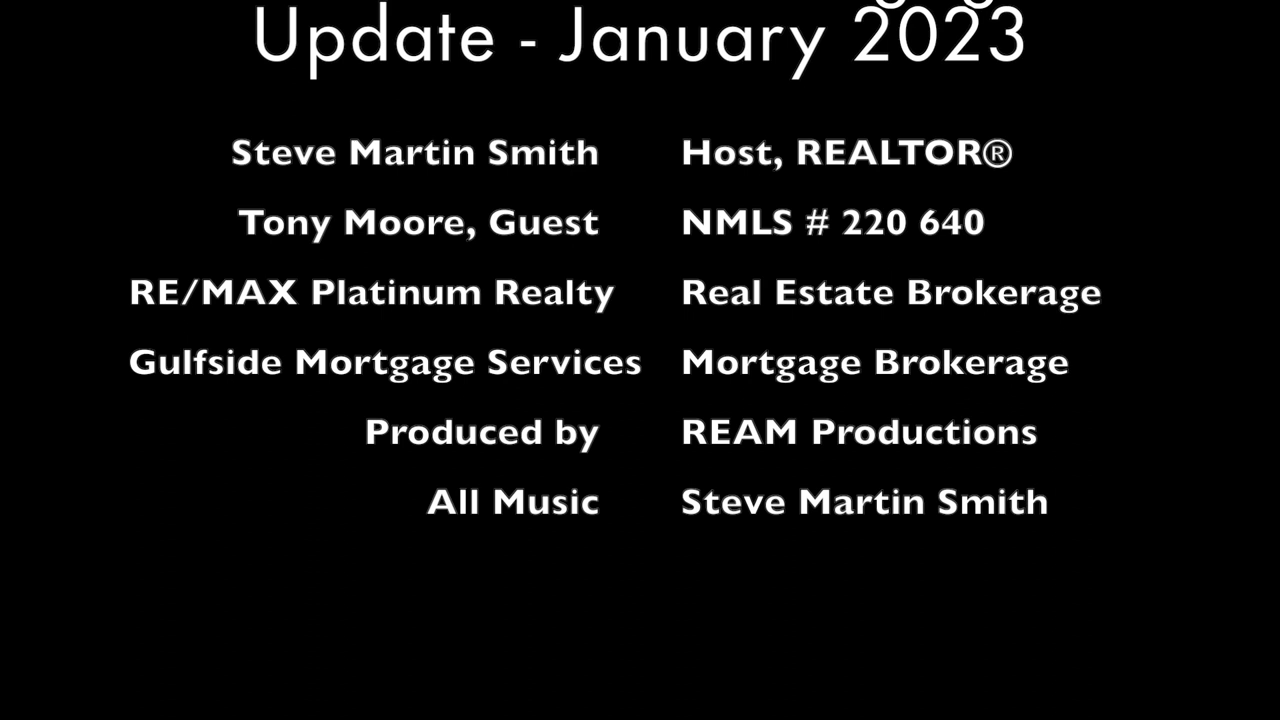 Update - January 2023
Steve Martin Smith Host, REALTOR®
Tony Moore, Guest NMLS # 220 640
RE/MAX Platinum Realty Real Estate Brokerage
Gulfside Mortgage Services Mortgage Brokerage
Produced by REAM Productions
All Music Steve Martin Smith